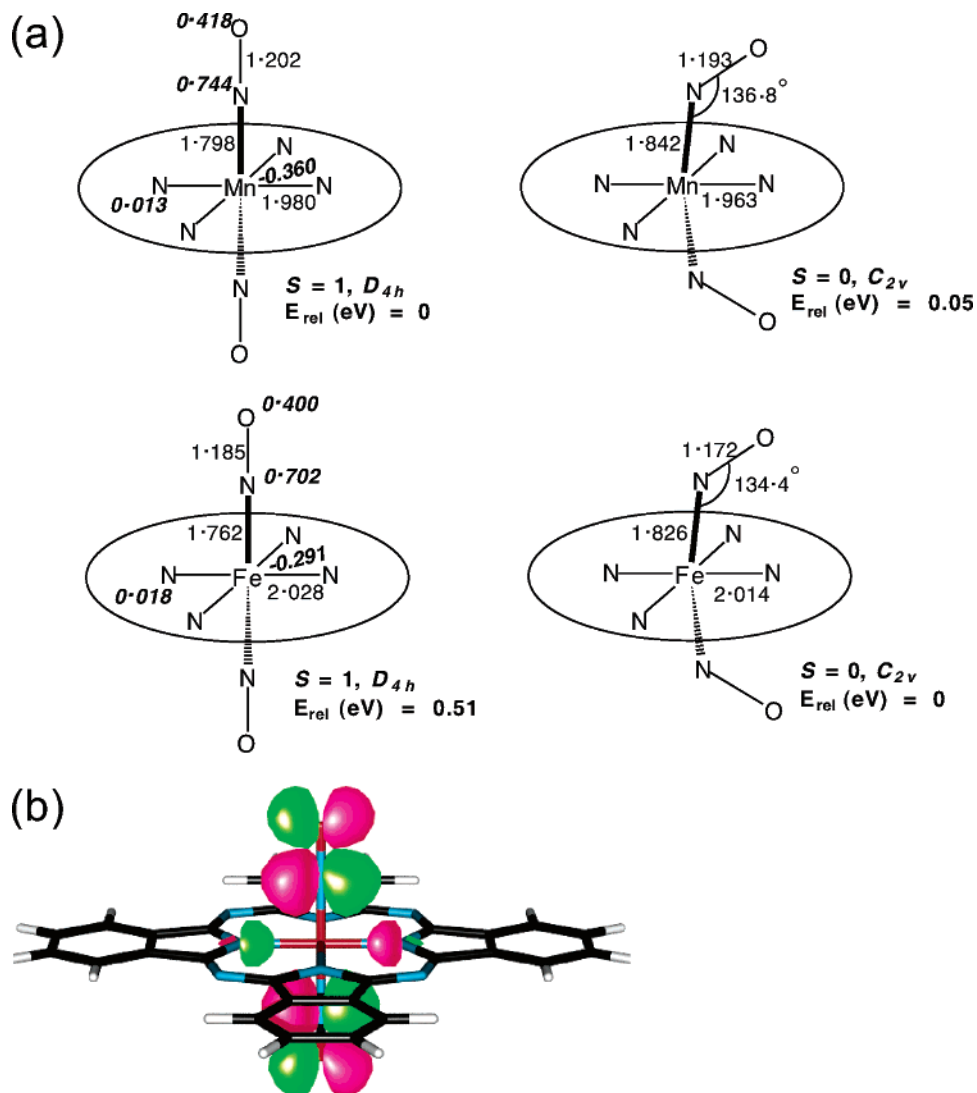 (a)
0·418
O
1·202
0·744
N
1·798
N
-0.360
N
Mn
N
0·013
1·980
N
N
O
S = 1, D4h
Erel (eV) = 0
1·193
O
N
136·8°
1·842
N
N
Mn
N
1·963
N
N
O
S = 0, C2v
Erel (eV) = 0.05
O
0·400
1·185
N
0·702
1·762
N
-0.291
N
Fe
N
0·018
2·028
N
N
O
S = 1, D4h
Erel (eV) = 0.51
1·172
O
N
134·4°
1·826
N
N
Fe
N
2·014
N
N
O
S = 0, C2v
Erel (eV) = 0
(b)